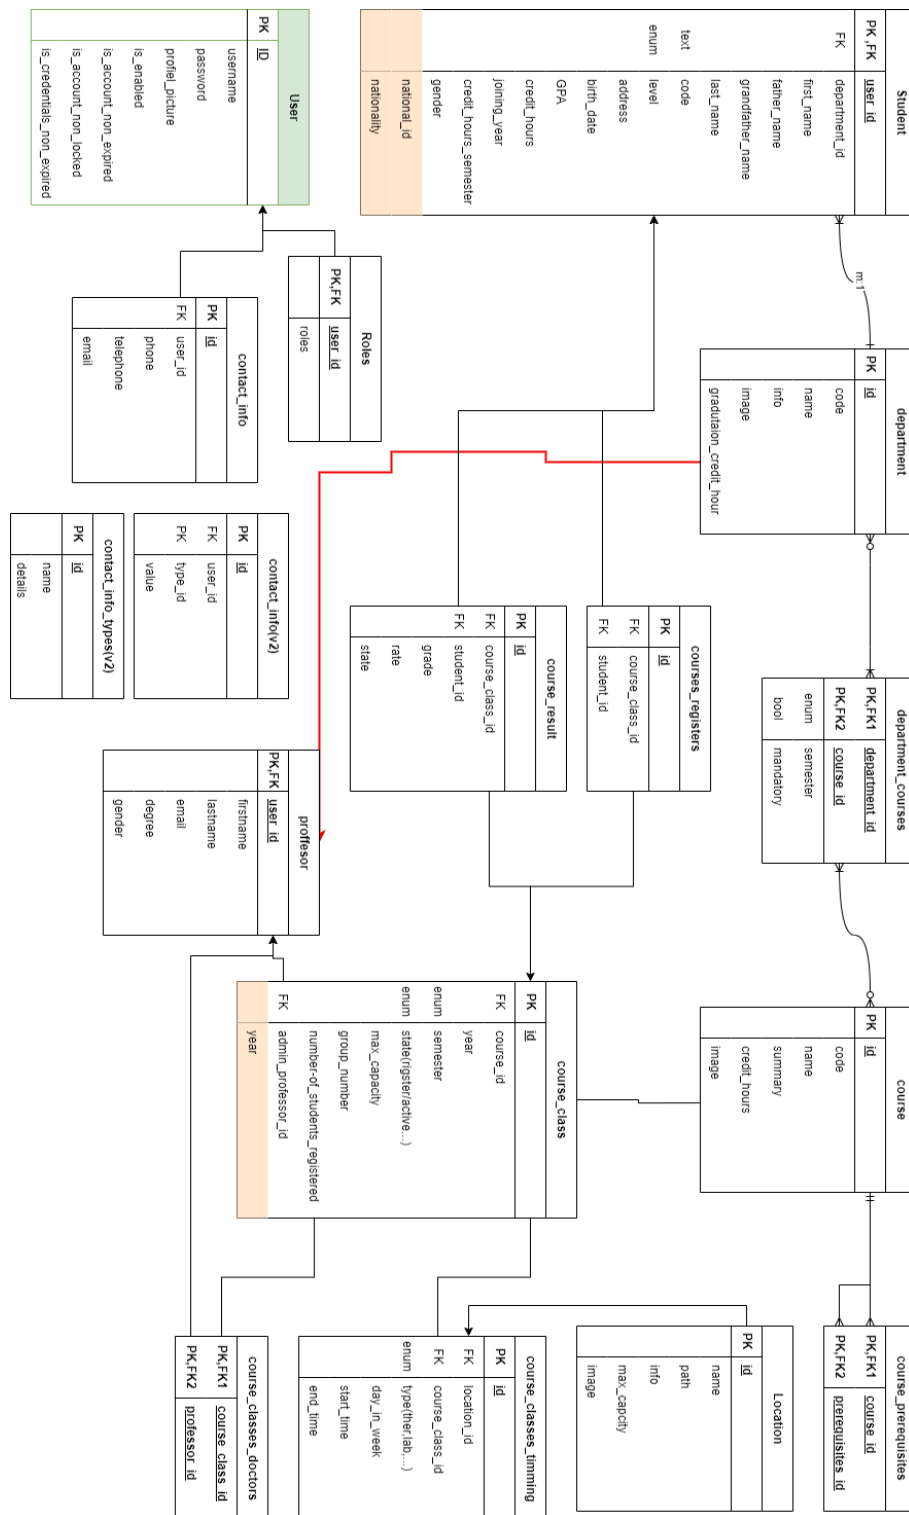 Student
PK ,FK user_id
FK department_id
first_name
father_name
grandfather_name
last_name
text code
enum level
address
birth_date
GPA
credit_hours
joining_year
credit_hours_semester
gender
national_id
nationality
User
PK ID
username
password
profiel_picture
is_enabled
is_account_non_expired
is_account_non_locked
is_credentials_non_expired
m:1
department
PK id
code
name
info
image
gradutaion_credit_hour
Roles
PK,FK user_id
roles
contact_info
PK id
FK user_id
phone
telephone
email
contact_info(v2)
PK id
FK user_id
PK type_id
value
contact_info_types(v2)
PK id
name
details
department_courses
PK,FK1 department_id
PK,FK2 course_id
enum semester
bool mandatory
courses_registers
PK id
FK course_class_id
FK student_id
course_result
PK id
FK course_class_id
FK student_id
grade
rate
state
proffesor
PK,FK user_id
firstname
lastname
email
degree
gender
course
PK id
code
name
summary
credit_hours
image
course_class
PK id
FK course_id
year
enum semester
enum state(rigster/active...)
max_capacity
group_number
number-of_students_registered
FK admin_professor_id
year
course_prerequisites
PK,FK1 course_id
PK,FK2 prerequisites_id
Location
PK id
name
path
info
max_capcity
image
course_classes_timming
PK id
FK location_id
FK course_class_id
enum type(ther,lab,...)
day_in_week
start_time
end_time
course_classes_doctors
PK,FK1 course_class_id
PK,FK2 professor_id